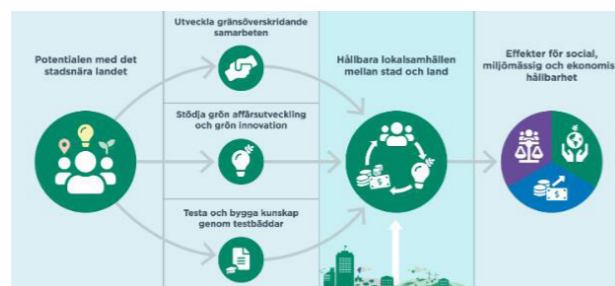 Potentialen med det
stadsnära landet
Utveckla gränsöverskridande
samarbeten
Stödja grön affärsutveckling
och grön innovation
Testa och bygga kunskap
genom testbäddar
Hållbara lokalsamhällen
mellan stad och land
Effekter för social,
miljömässig och ekonomis
hållbarhet